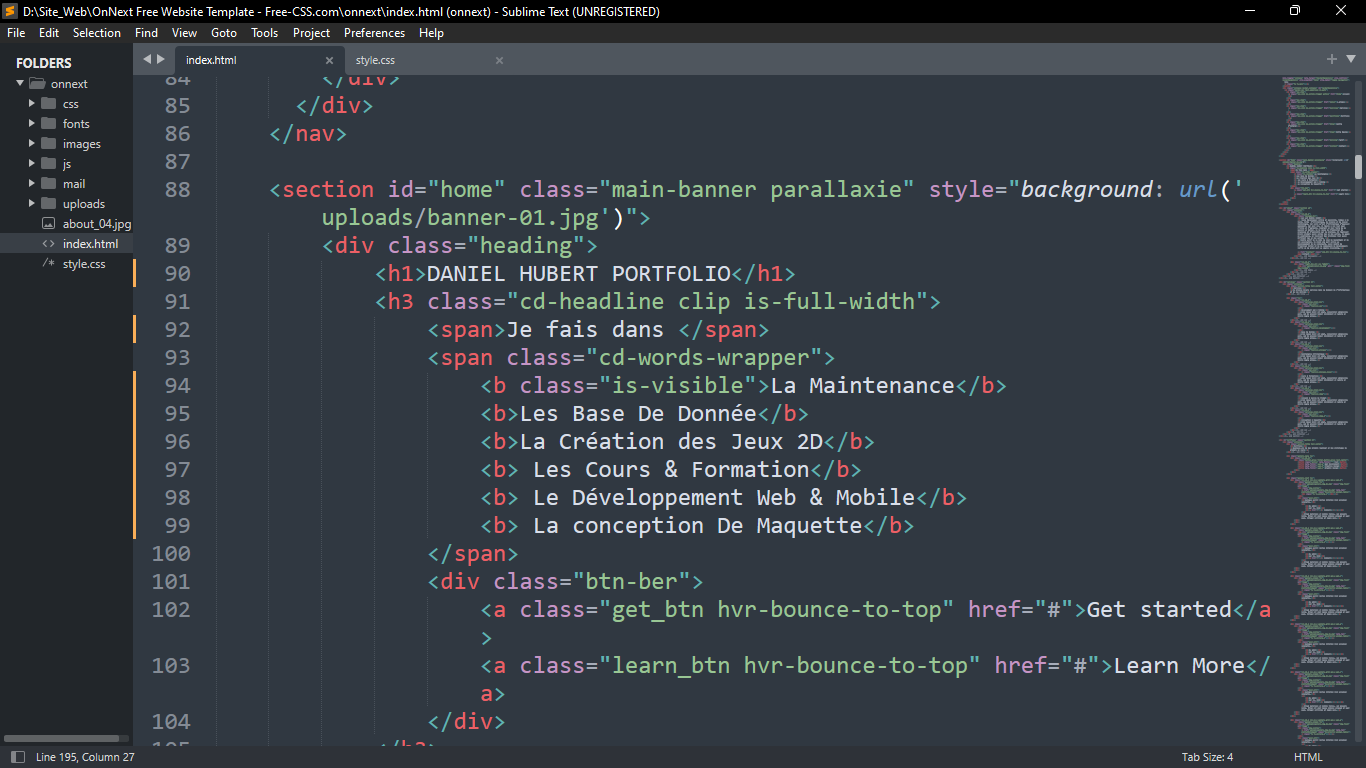 D:\Site_Web\OnNext Free Website Template - Free-CSS.com\onnext\index.html (onnext) - Sublime Text (UNREGISTERED)
File Edit Selection Find View Goto Tools Project Preferences Help
FOLDERS
onnext
css
fonts
images
js
mail
uploads
about_04.jpg
index.html
style.css
index.html
style.css
84 </div>
85 </div>
86 </nav>
87
88 <section id="home" class="main-banner parallaxie" style="background: url('
uploads/banner-01.jpg')">
89 <div class="heading">
90 <h1>DANIEL HUBERT PORTFOLIO</h1>
91 <h3 class="cd-headline clip is-full-width">
92 <span>Je fais dans </span>
93 <span class="cd-words-wrapper">
94 <b class="is-visible">La Maintenance</b>
95 <b>Les Base De Donnée</b>
96 <b>La Création des Jeux 2D</b>
97 <b> Les Cours & Formation</b>
98 <b> Le Développement Web & Mobile</b>
99 <b> La conception De Maquette</b>
100 </span>
101 <div class="btn-ber">
102 <a class="get_btn hvr-bounce-to-top" href="#">Get started</a
>
103 <a class="learn_btn hvr-bounce-to-top" href="#">Learn More</
a>
104 </div>
Line 195, Column 27
Tab Size: 4
HTML